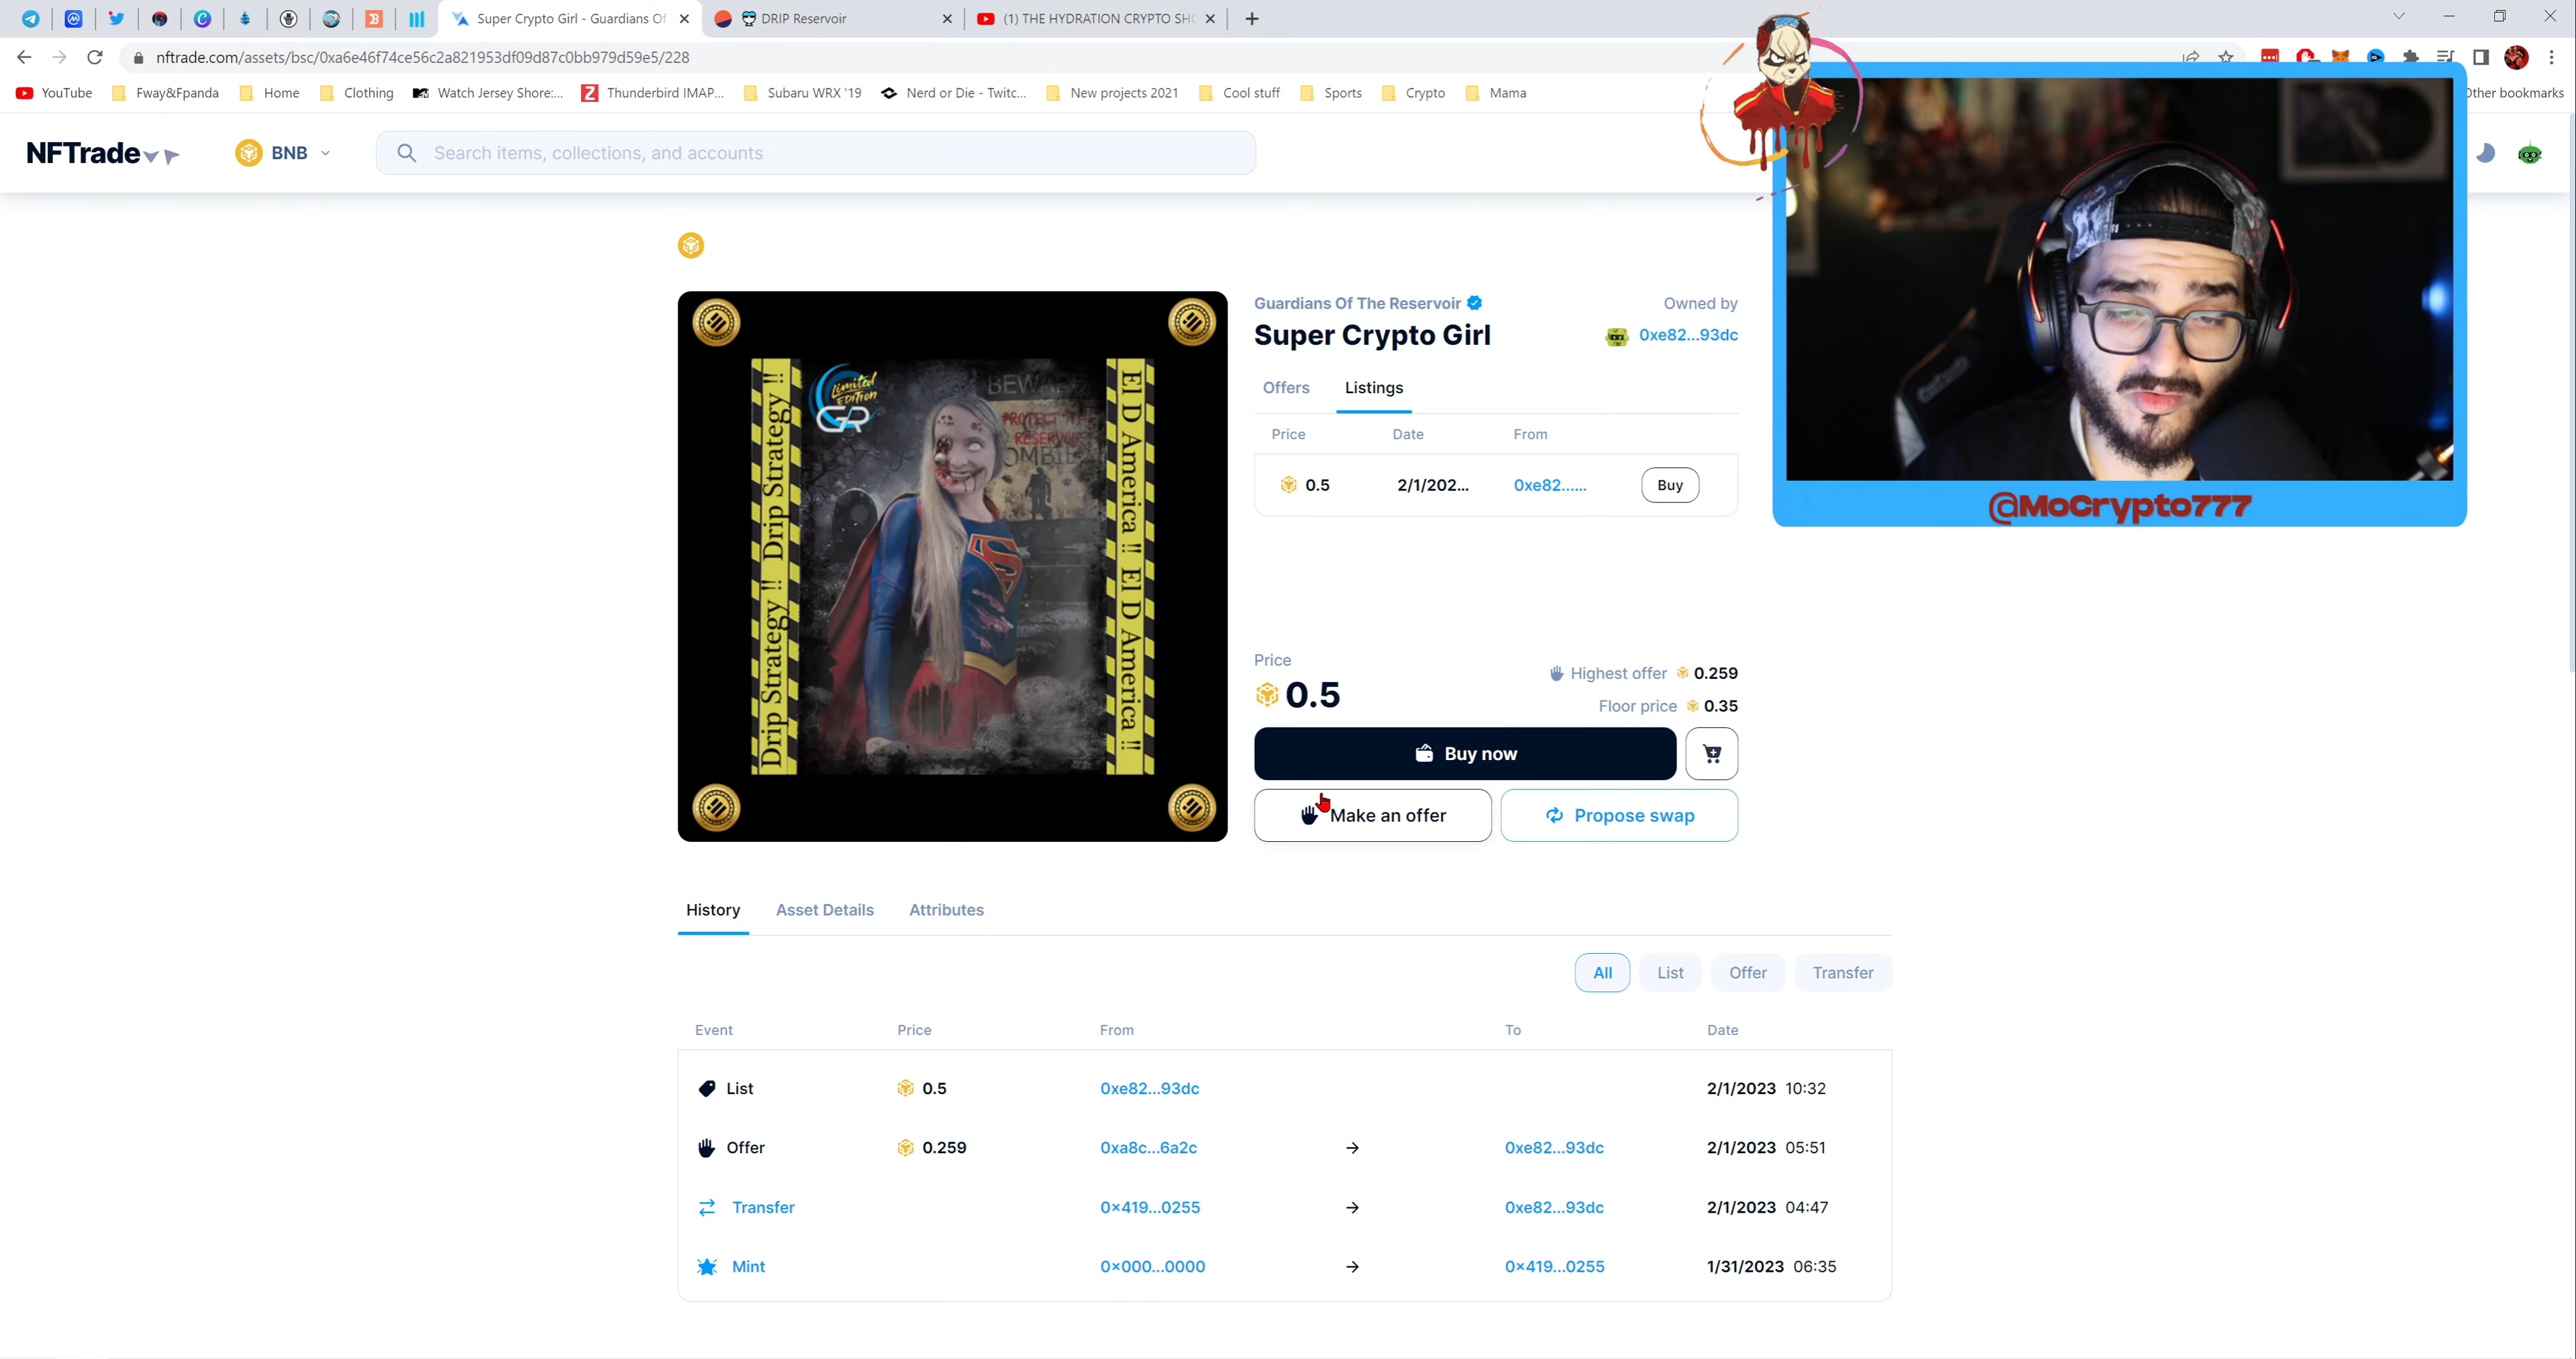 Super Crypto Girl - Guardians Of
DRIP Reservoir
(1) THE HYDRATION CRYPTO SHO
nftrade.com/assets/bsc/0xa6e46f74ce56c2a821953df09d87c0bb979d59e5/228
YouTube Fway&Fpanda Home Clothing Watch Jersey Shore:... Thunderbird IMAP... Subaru WRX '19 Nerd or Die - Twitc... New projects 2021 Cool stuff Sports Crypto Mama Other bookmarks
NFTrade
BNB
Search items, collections, and accounts
Drip Strategy !! Drip Strategy !!
Limited
EDITION
GR
BEWARE
PROTECT THE
RESERVOIR
ZOMBIE
El D America !! El D America !!
Guardians Of The Reservoir
Owned by
Super Crypto Girl
0xe82...93dc
Offers Listings
Price Date From
0.5 2/1/202... 0xe82...... Buy
Price
0.5
Highest offer 0.259
Floor price 0.35
Buy now
Make an offer
Propose swap
@MoCrypto777
History Asset Details Attributes
All List Offer Transfer
Event Price From To Date
List 0.5 0xe82...93dc 2/1/2023 10:32
Offer 0.259 0xa8c...6a2c → 0xe82...93dc 2/1/2023 05:51
Transfer 0x419...0255 → 0xe82...93dc 2/1/2023 04:47
Mint 0x000...0000 → 0x419...0255 1/31/2023 06:35